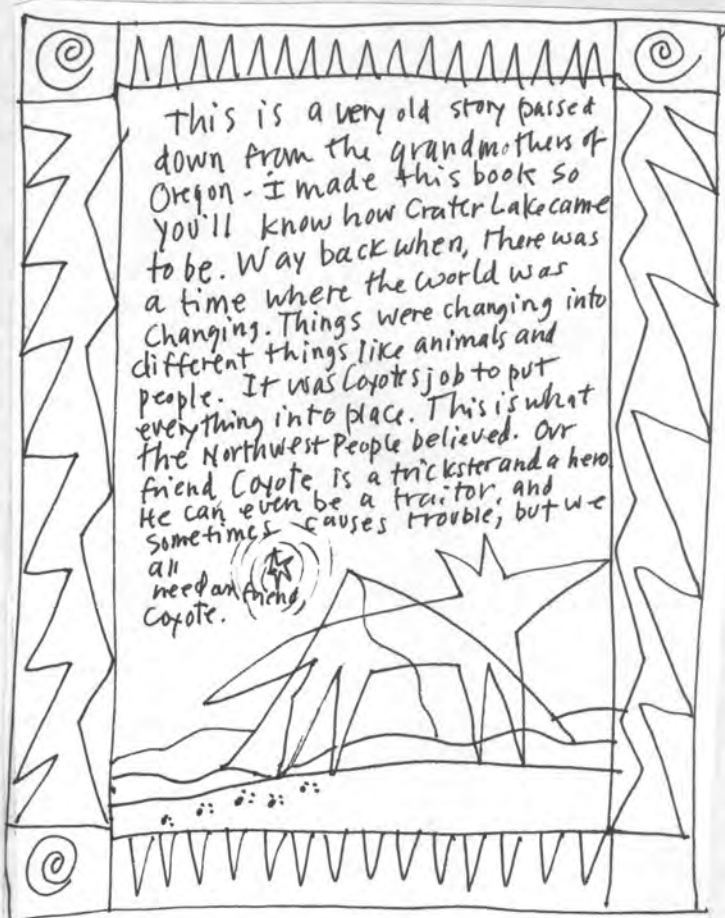 This is a very old story passed
down from the grandmothers of
Oregon - I made this book so
you'll know how Crater Lake came
to be. Way back when, there was
a time where the world was
changing. Things were changing into
different things like animals and
people. It was Coyotes job to put
everything into place. This is what
the Northwest People believed. Our
friend Coyote is a trickster and a hero
He can even be a traitor, and
sometimes causes trouble, but we
all
need our friend,
Coyote.